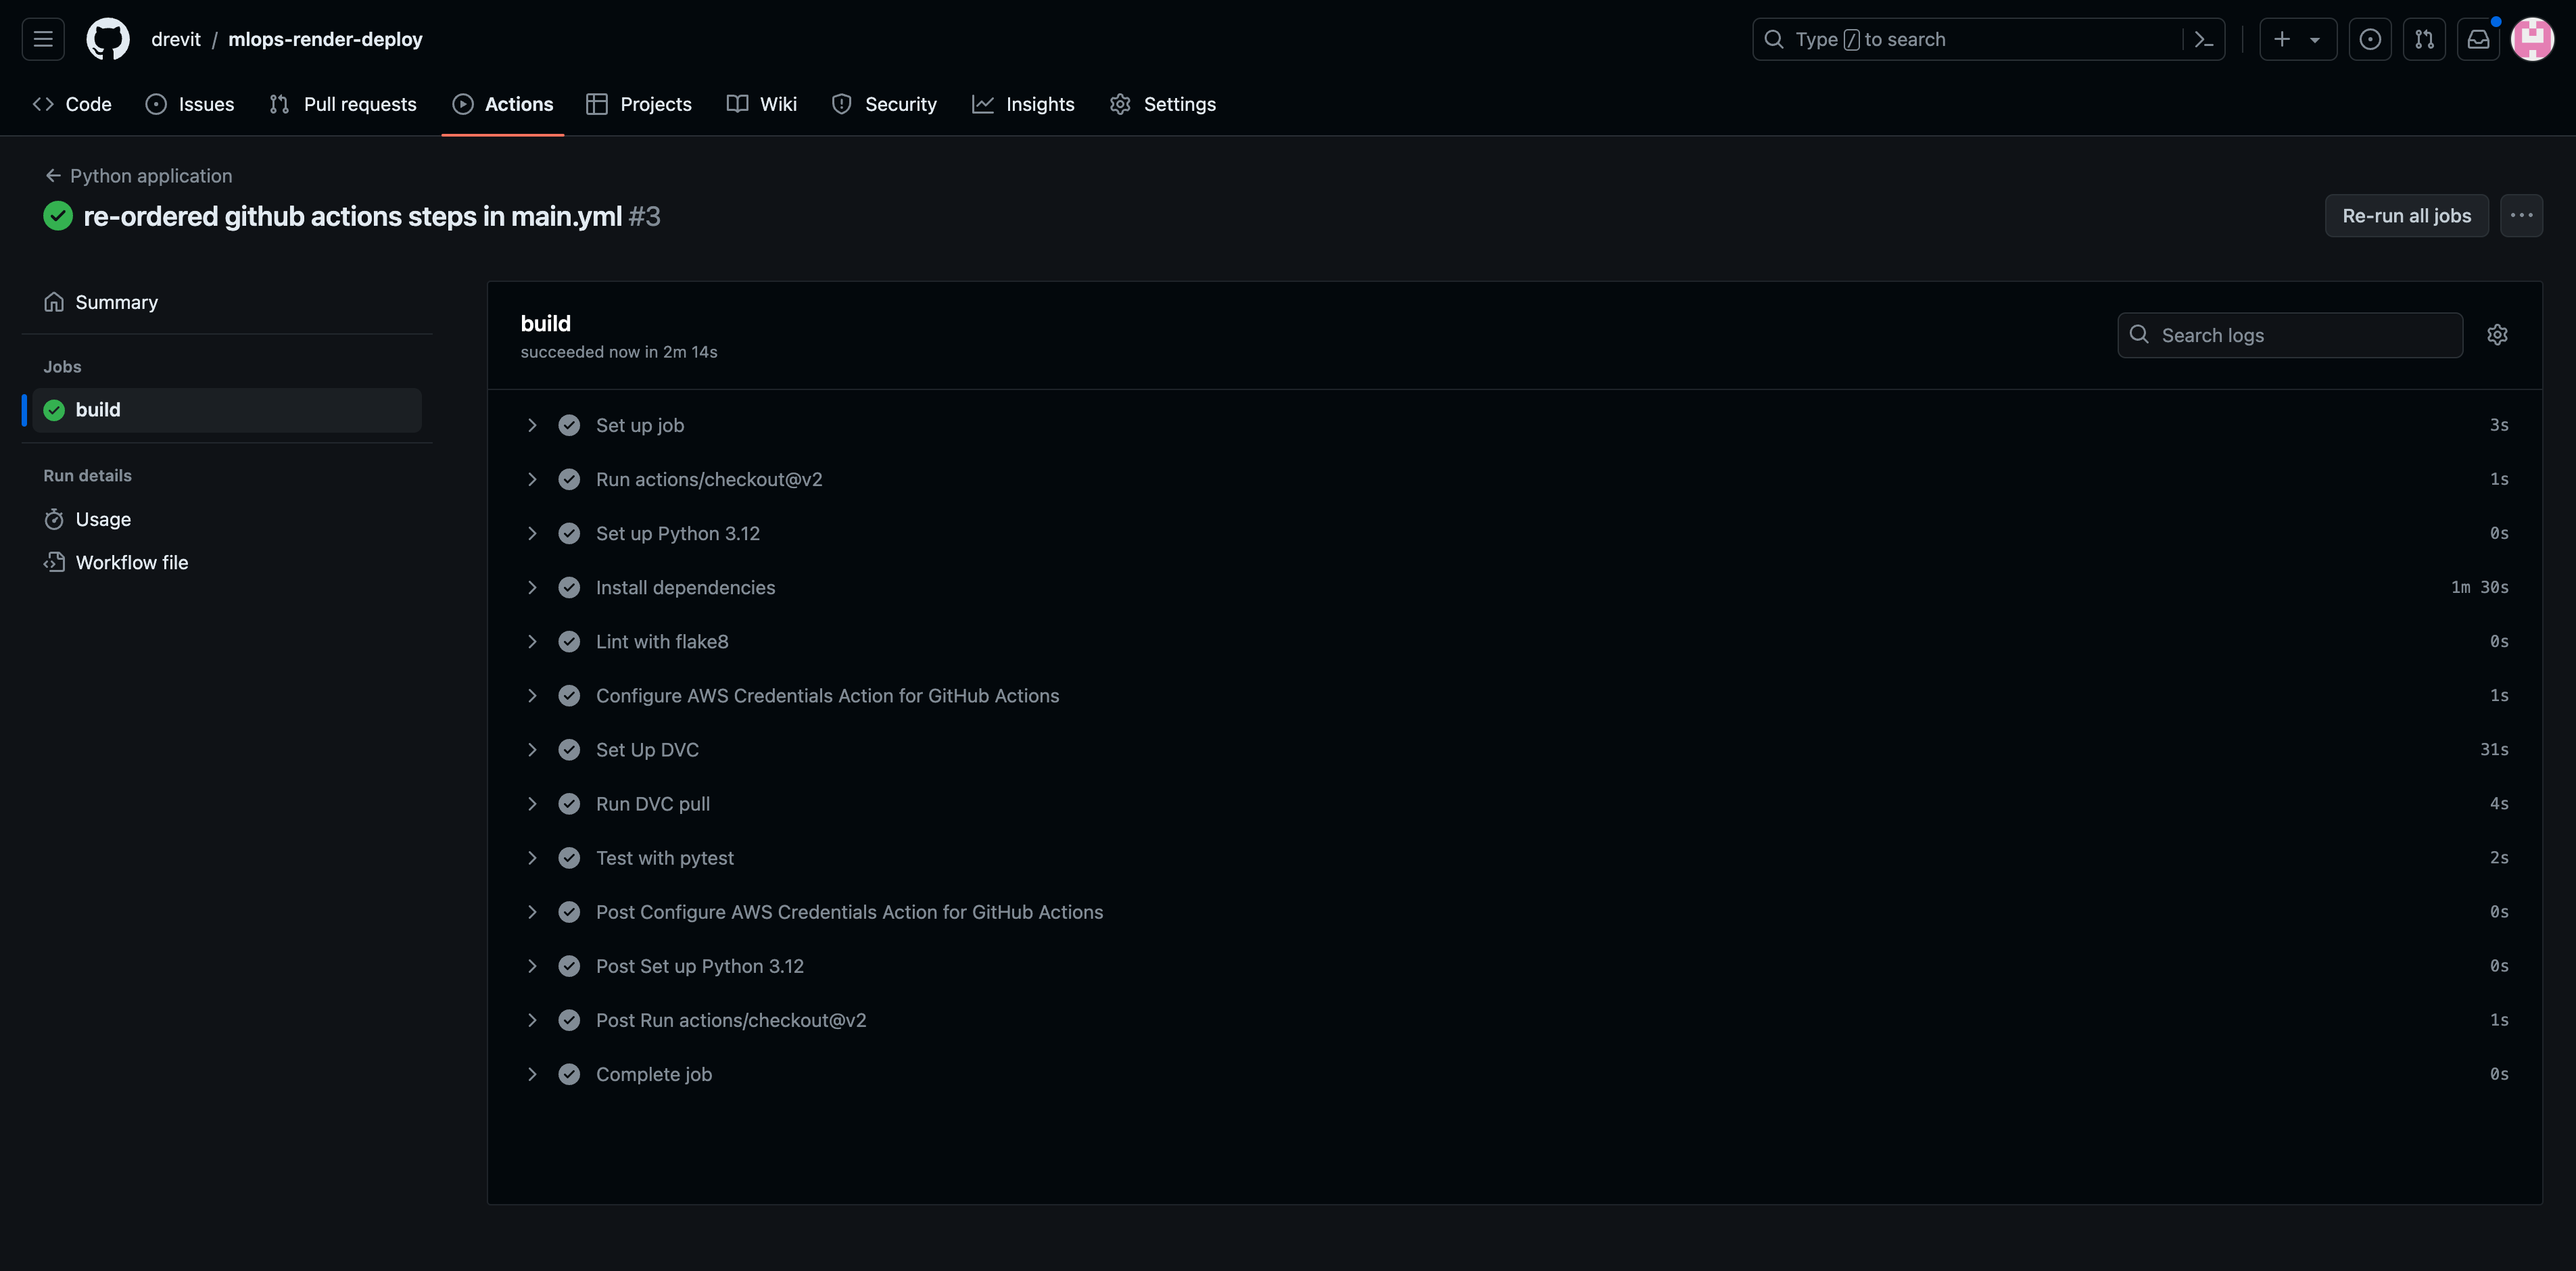 drevit / mlops-render-deploy
Type / to search
Code Issues Pull requests Actions Projects Wiki Security Insights Settings
Python application
re-ordered github actions steps in main.yml #3
Re-run all jobs
Summary
Jobs
build
Run details
Usage
Workflow file
build
succeeded now in 2m 14s
Search logs
Set up job 3s
Run actions/checkout@v2 1s
Set up Python 3.12 0s
Install dependencies 1m 30s
Lint with flake8 0s
Configure AWS Credentials Action for GitHub Actions 1s
Set Up DVC 31s
Run DVC pull 4s
Test with pytest 2s
Post Configure AWS Credentials Action for GitHub Actions 0s
Post Set up Python 3.12 0s
Post Run actions/checkout@v2 1s
Complete job 0s